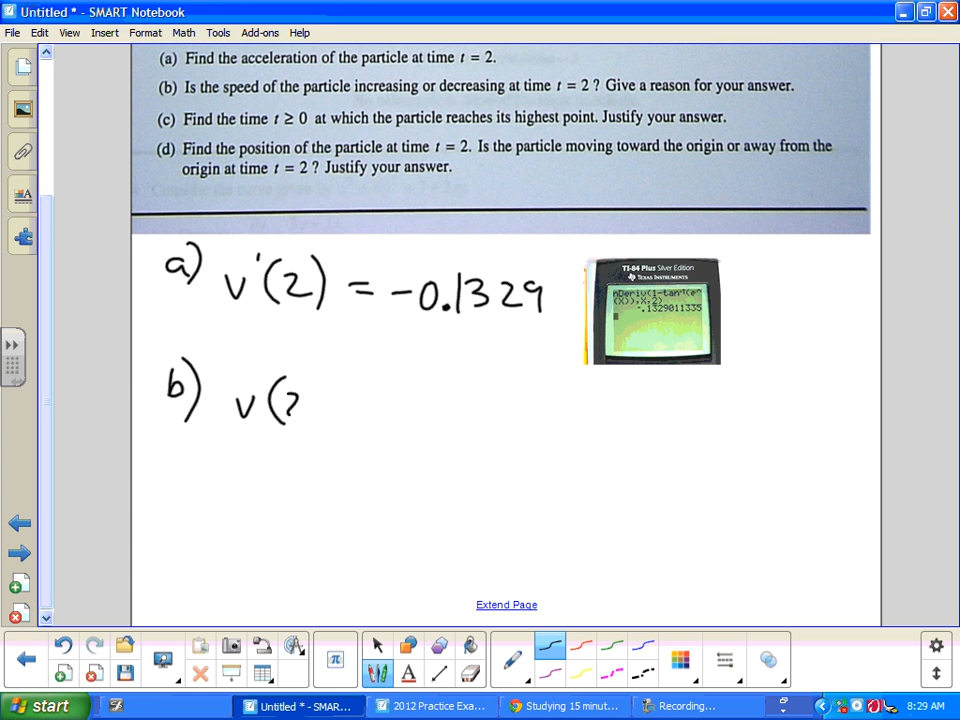 Untitled * - SMART Notebook
File Edit View Insert Format Math Tools Add-ons Help
(a) Find the acceleration of the particle at time t = 2.
(b) Is the speed of the particle increasing or decreasing at time t = 2 ? Give a reason for your answer.
(c) Find the time t ≥ 0 at which the particle reaches its highest point. Justify your answer.
(d) Find the position of the particle at time t = 2. Is the particle moving toward the origin or away from the
origin at time t = 2 ? Justify your answer.
a) v'(2) = -0.1329
TI-84 Plus Silver Edition
TEXAS INSTRUMENTS
nDeriv(1-tan⁻¹(e^
(X)),X,2)
-.1329011335
b) v(2
Extend Page
start
Untitled * - SMAR...
2012 Practice Exa...
Studying 15 minut...
Recording...
8:29 AM